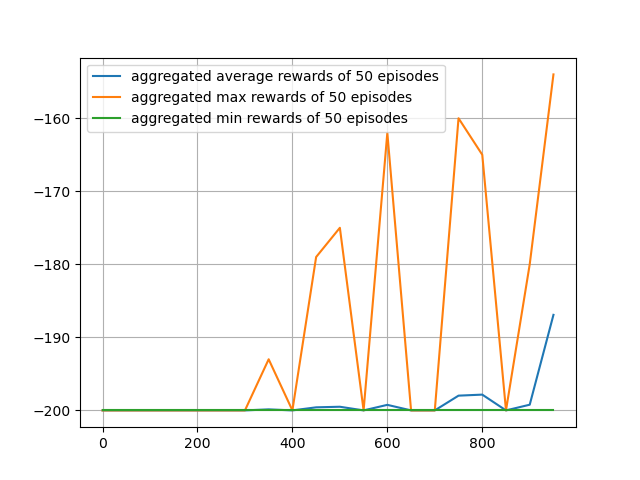 aggregated average rewards of 50 episodes
aggregated max rewards of 50 episodes
aggregated min rewards of 50 episodes
−160
−170
−180
−190
−200
0 200 400 600 800